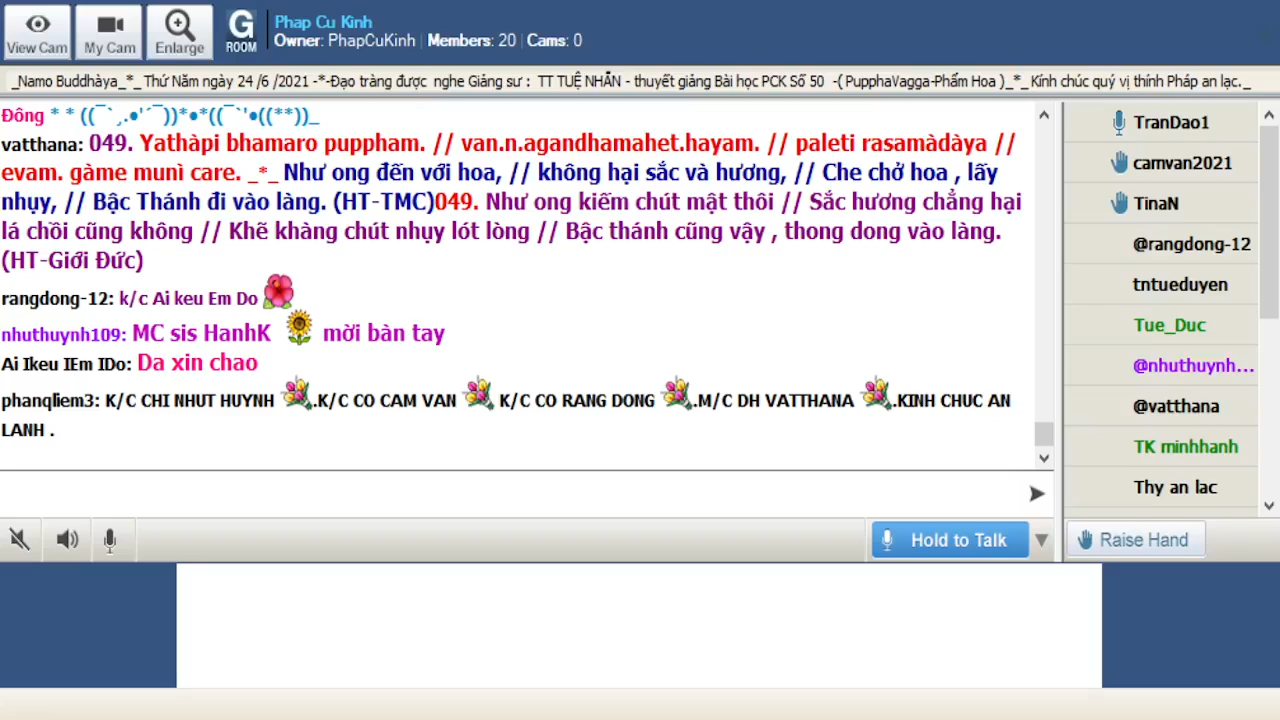 View Cam
My Cam
Enlarge
G
ROOM
Phap Cu Kinh
Owner: PhapCuKinh | Members: 20 | Cams: 0
_Namo Buddhàya_*_ Thứ Năm ngày 24 /6 /2021 -*-Đạo tràng được nghe Giảng sư : TT TUỆ NHẪN - thuyết giảng Bài học PCK Số 50 -( PupphaVagga-Phẩm Hoa )_*_ Kính chúc quý vị thính Pháp an lạc._
Đông * * ((¯`¸.•'´¯))*•*((¯`'•((**))_
vatthana: 049. Yathàpi bhamaro puppham. // van.n.agandhamahet.hayam. // paleti rasamàdàya //
evam. gàme munì care. _*_ Như ong đến với hoa, // không hại sắc và hương, // Che chở hoa , lấy
nhụy, // Bậc Thánh đi vào làng. (HT-TMC)049. Như ong kiếm chút mật thôi // Sắc hương chẳng hại
lá chồi cũng không // Khẽ khàng chút nhụy lót lòng // Bậc thánh cũng vậy , thong dong vào làng.
(HT-Giới Đức)
rangdong-12: k/c Ai keu Em Do
nhuthuynh109: MC sis HanhK mời bàn tay
Ai Ikeu IEm IDo: Da xin chao
phanqliem3: K/C CHI NHUT HUYNH .K/C CO CAM VAN K/C CO RANG DONG .M/C DH VATTHANA .KINH CHUC AN
LANH .
TranDao1
camvan2021
TinaN
@rangdong-12
tntueduyen
Tue_Duc
@nhuthuynh...
@vatthana
TK minhhanh
Thy an lac
Hold to Talk
Raise Hand